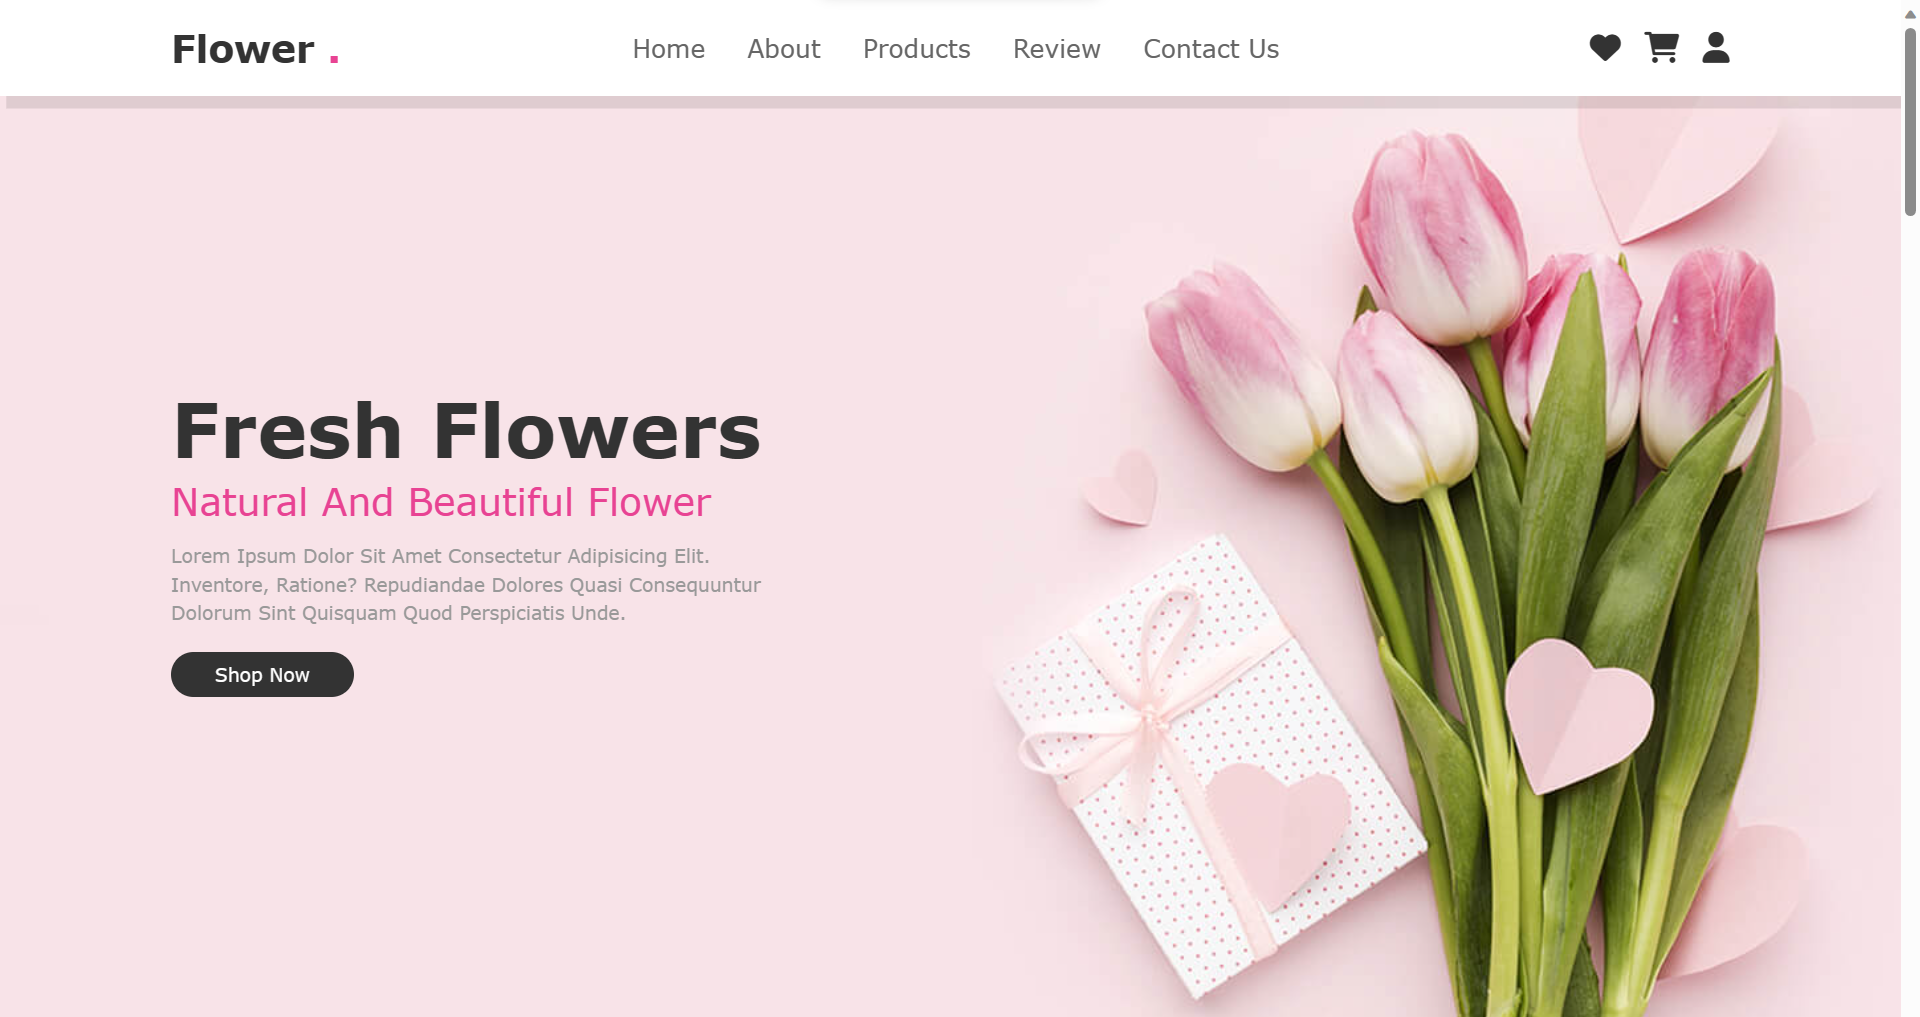 Flower .
Home About Products Review Contact Us
Fresh Flowers
Natural And Beautiful Flower
Lorem Ipsum Dolor Sit Amet Consectetur Adipisicing Elit.
Inventore, Ratione? Repudiandae Dolores Quasi Consequuntur
Dolorum Sint Quisquam Quod Perspiciatis Unde.
Shop Now